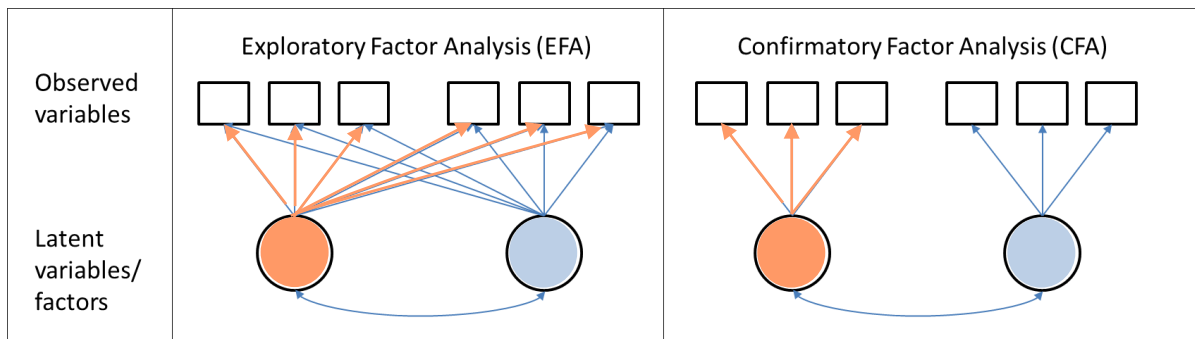 Exploratory Factor Analysis (EFA)
Confirmatory Factor Analysis (CFA)
Observed
variables
Latent
variables/
factors